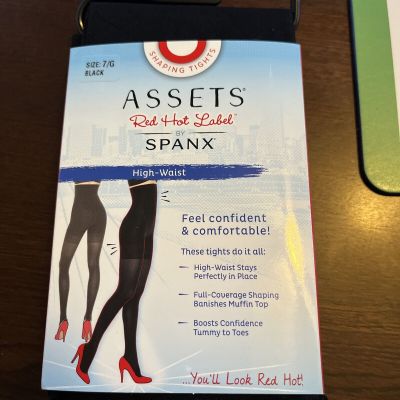 SIZE: 7/G
BLACK
SHAPING TIGHTS
ASSETS®
Red Hot Label™
BY
SPANX®
High-Waist
Feel confident
& comfortable!
These tights do it all:
- High-Waist Stays
Perfectly in Place
- Full-Coverage Shaping
Banishes Muffin Top
- Boosts Confidence
Tummy to Toes
...You'll Look Red Hot!